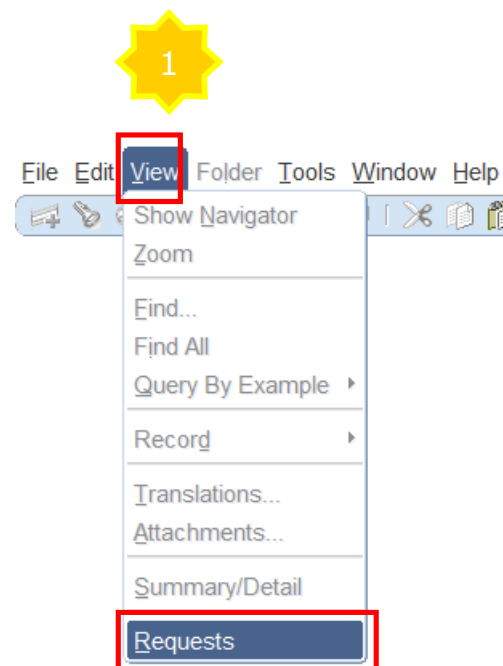 1
File Edit View Folder Tools Window Help
Show Navigator
Zoom
Find...
Find All
Query By Example
Record
Translations...
Attachments...
Summary/Detail
Requests